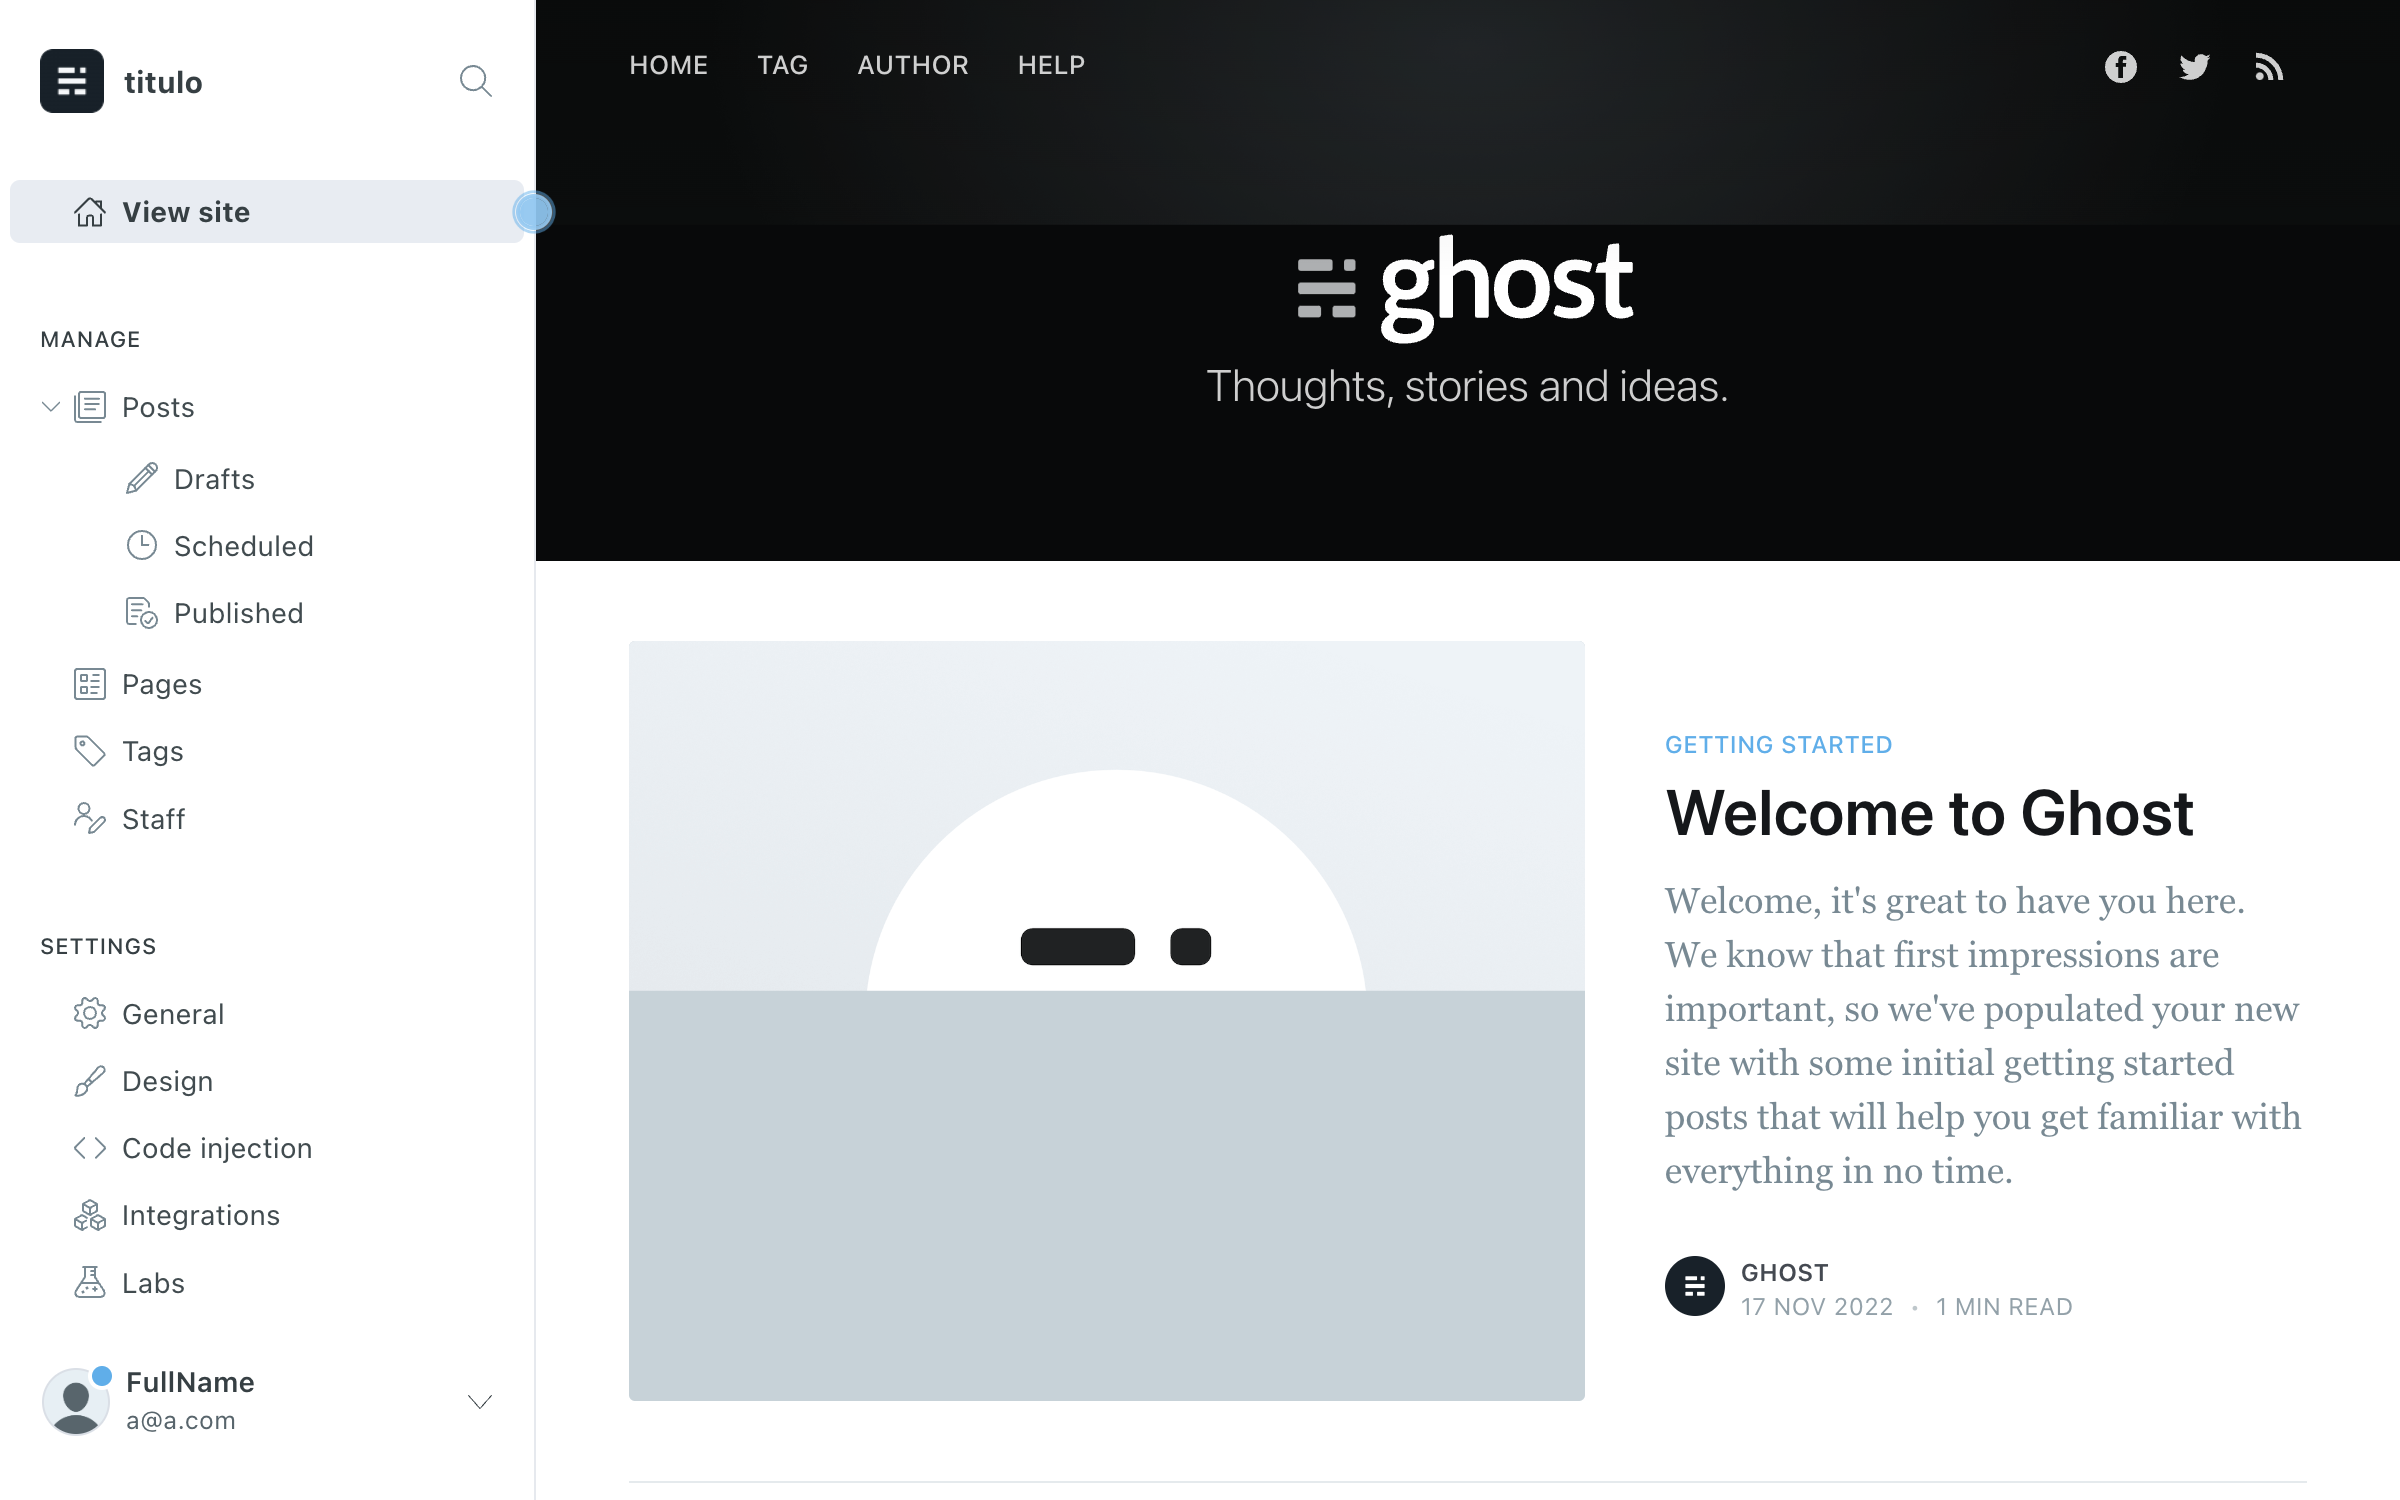 titulo
View site
MANAGE
Posts
Drafts
Scheduled
Published
Pages
Tags
Staff
SETTINGS
General
Design
Code injection
Integrations
Labs
FullName
a@a.com
HOME TAG AUTHOR HELP
ghost
Thoughts, stories and ideas.
GETTING STARTED
Welcome to Ghost
Welcome, it's great to have you here.
We know that first impressions are
important, so we've populated your new
site with some initial getting started
posts that will help you get familiar with
everything in no time.
GHOST
17 NOV 2022 • 1 MIN READ